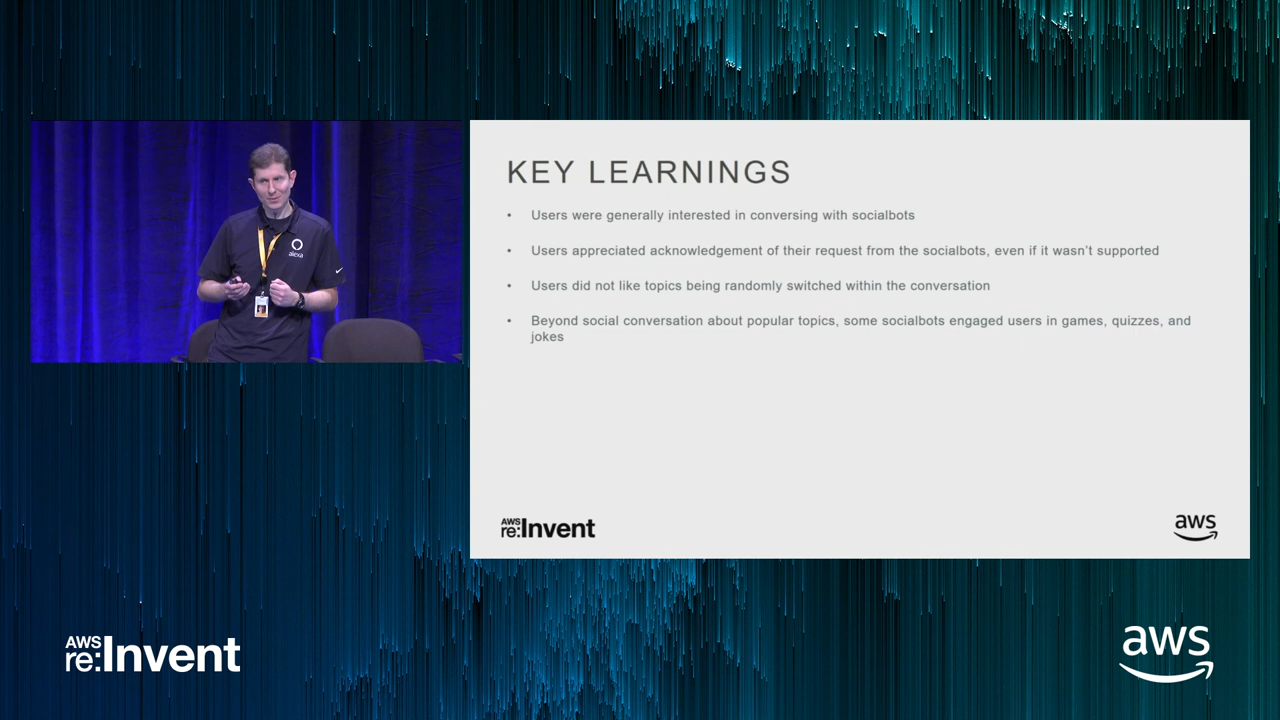 KEY LEARNINGS
• Users were generally interested in conversing with socialbots
• Users appreciated acknowledgement of their request from the socialbots, even if it wasn't supported
• Users did not like topics being randomly switched within the conversation
• Beyond social conversation about popular topics, some socialbots engaged users in games, quizzes, and
jokes
alexa
AWS
re:Invent
aws
AWS
re:Invent
aws